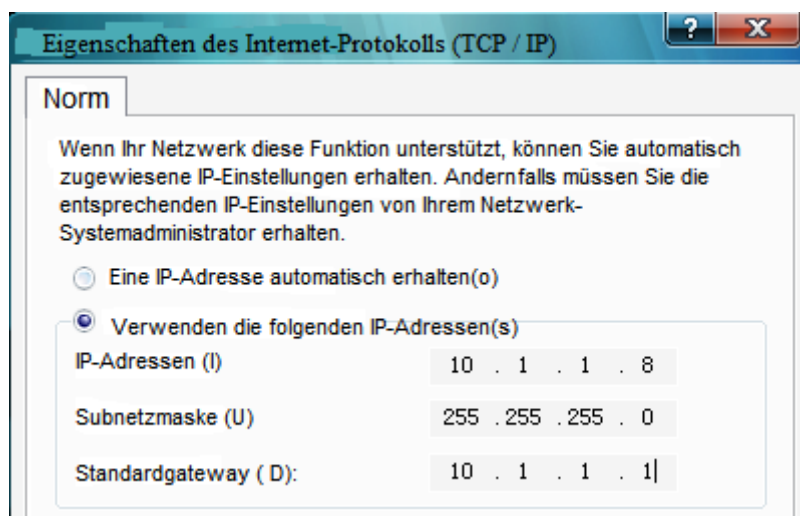 Eigenschaften des Internet-Protokolls (TCP / IP)
? X
Norm
Wenn Ihr Netzwerk diese Funktion unterstützt, können Sie automatisch
zugewiesene IP-Einstellungen erhalten. Andernfalls müssen Sie die
entsprechenden IP-Einstellungen von Ihrem Netzwerk-
Systemadministrator erhalten.
Eine IP-Adresse automatisch erhalten(o)
Verwenden die folgenden IP-Adressen(s)
IP-Adressen (I) 10 . 1 . 1 . 8
Subnetzmaske (U) 255 . 255 . 255 . 0
Standardgateway ( D): 10 . 1 . 1 . 1